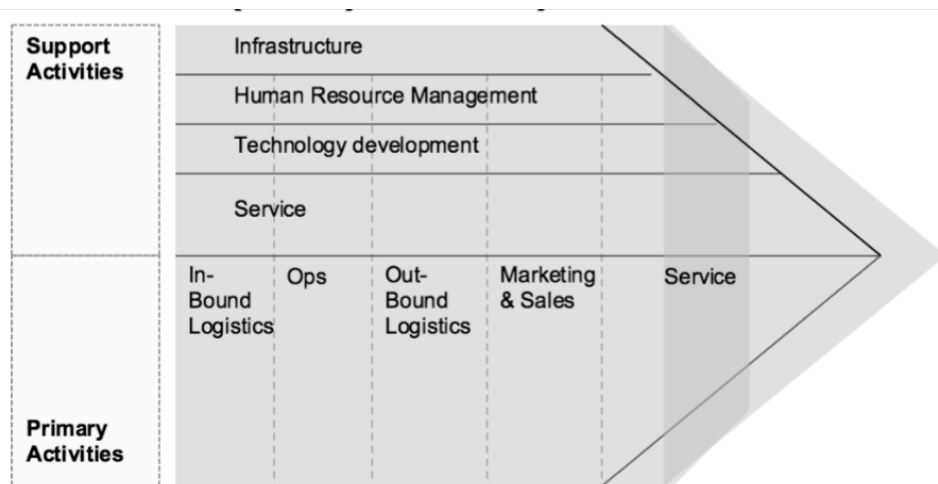 Support
Activities
Infrastructure
Human Resource Management
Technology development
Service
In-
Bound
Logistics
Ops
Out-
Bound
Logistics
Marketing
& Sales
Service
Primary
Activities